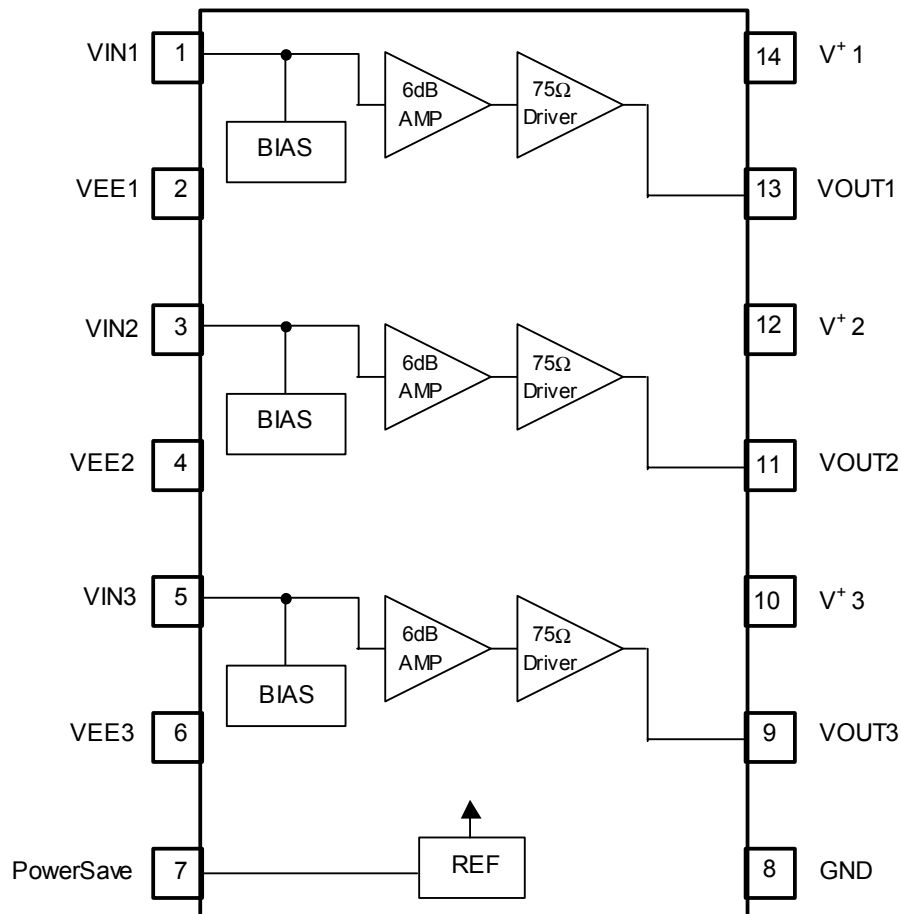 VIN1 1 6dB AMP 75Ω Driver 14 V+ 1
BIAS
VEE1 2 13 VOUT1
VIN2 3 6dB AMP 75Ω Driver 12 V+ 2
BIAS
VEE2 4 11 VOUT2
VIN3 5 6dB AMP 75Ω Driver 10 V+ 3
BIAS
VEE3 6 9 VOUT3
PowerSave 7 REF 8 GND